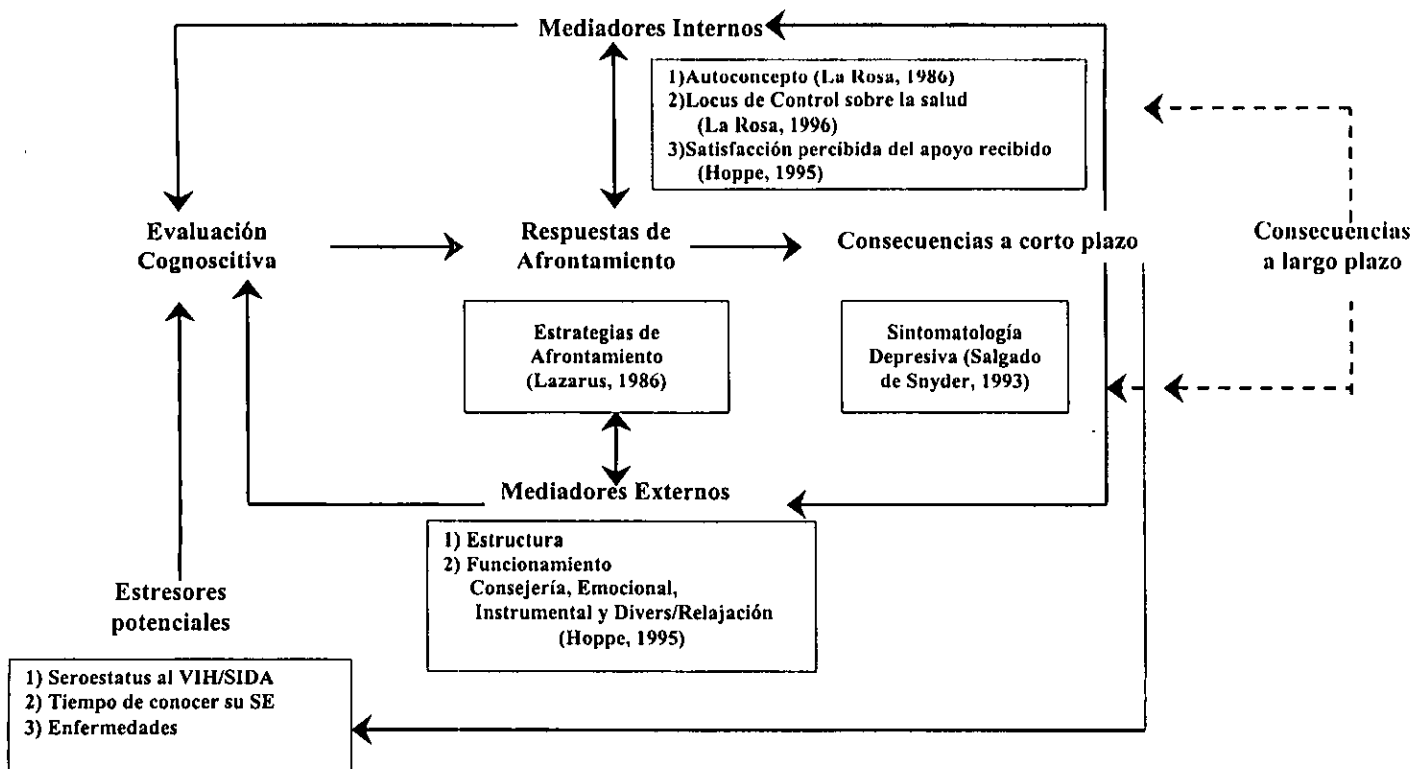 Mediadores Internos
1)Autoconcepto (La Rosa, 1986)
2)Locus de Control sobre la salud
(La Rosa, 1996)
3)Satisfacción percibida del apoyo recibido
(Hoppe, 1995)
Evaluación
Cognoscitiva
Respuestas de
Afrontamiento
Consecuencias a corto plazo
Consecuencias
a largo plazo
Estrategias de
Afrontamiento
(Lazarus, 1986)
Sintomatología
Depresiva (Salgado
de Snyder, 1993)
Mediadores Externos
1) Estructura
2) Funcionamiento
Consejería, Emocional,
Instrumental y Divers/Relajación
(Hoppe, 1995)
Estresores
potenciales
1) Seroestatus al VIH/SIDA
2) Tiempo de conocer su SE
3) Enfermedades